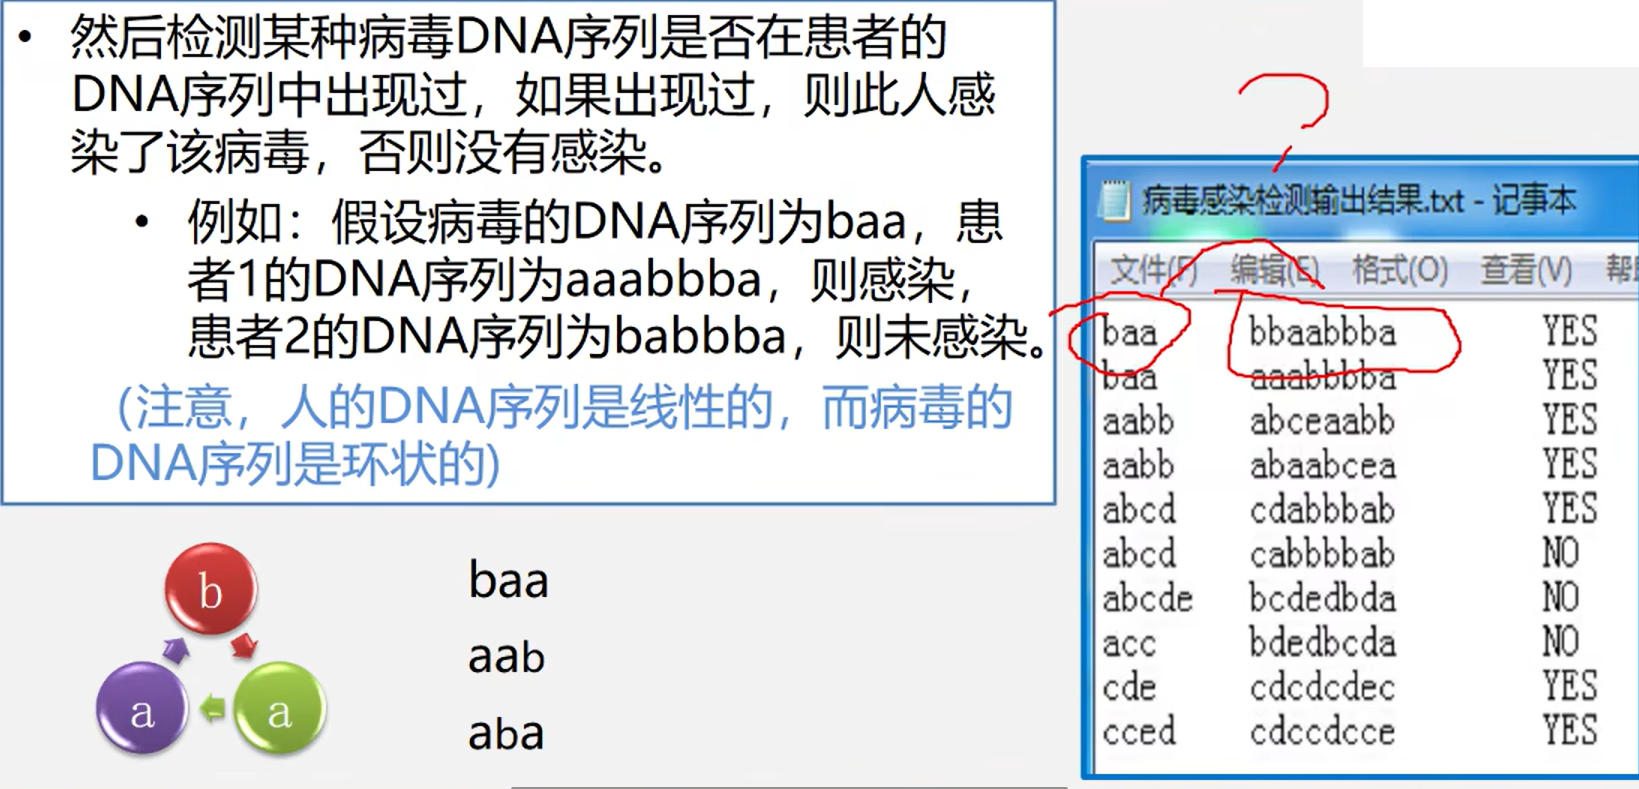 • 然后检测某种病毒DNA序列是否在患者的
DNA序列中出现过，如果出现过，则此人感
染了该病毒，否则没有感染。
• 例如：假设病毒的DNA序列为baa，患
者1的DNA序列为aaabbba，则感染，
患者2的DNA序列为babbba，则未感染。
（注意，人的DNA序列是线性的，而病毒的
DNA序列是环状的)
b
a
a
baa
aab
aba
?
病毒感染检测输出结果.txt - 记事本
文件(F) 编辑(E) 格式(O) 查看(V) 帮
baa bbaabbba YES
baa aaabbbba YES
aabb abceaabb YES
aabb abaabcea YES
abcd cdabbbab YES
abcd cabbbbab NO
abcde bcdedbda NO
acc bdedbcda NO
cde cdcdcdec YES
cced cdccdcce YES